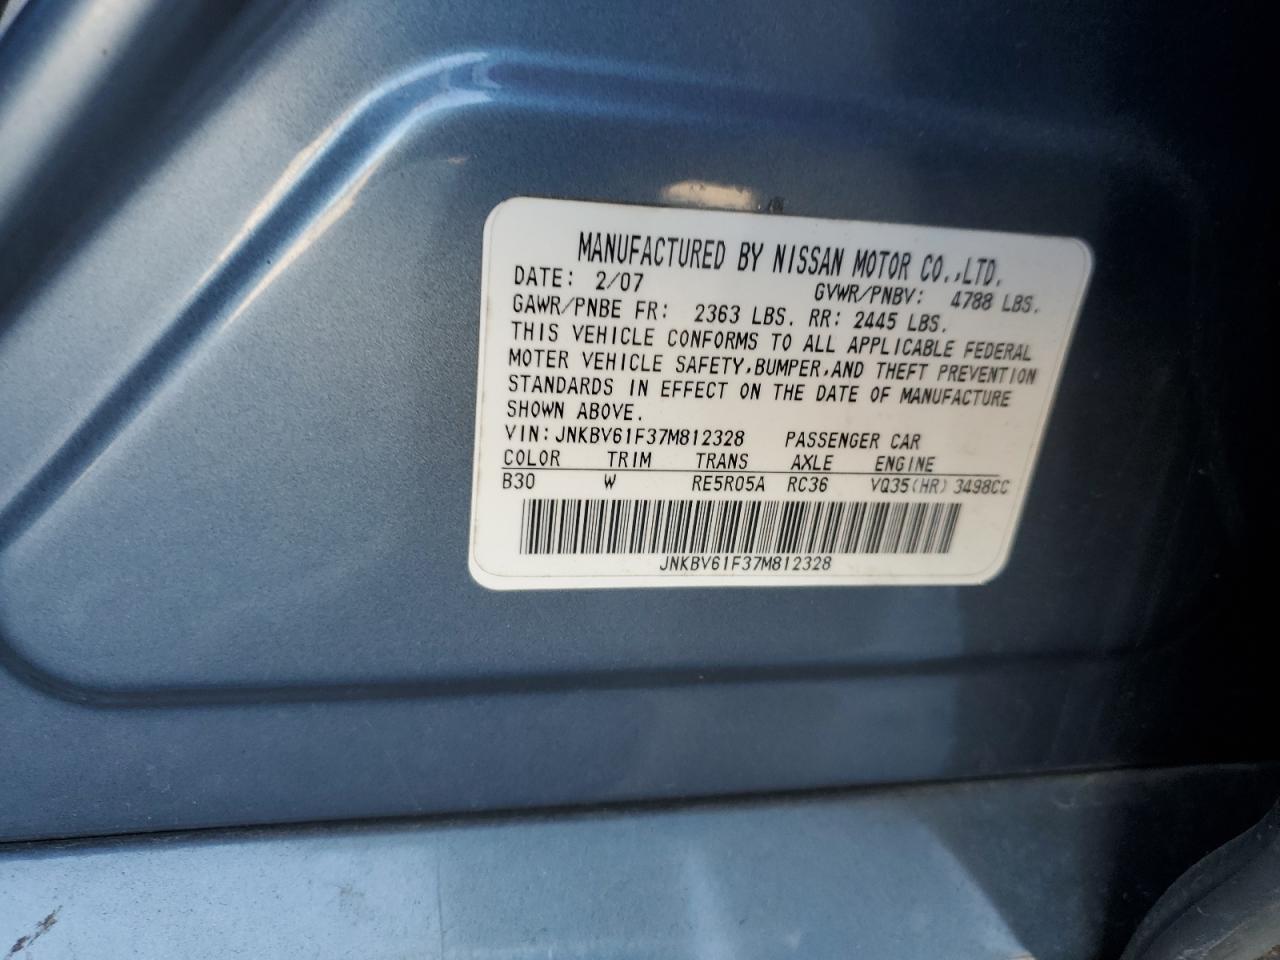 MANUFACTURED BY NISSAN MOTOR CO.,LTD.
DATE: 2/07 GVWR/PNBV: 4788 LBS.
GAWR/PNBE FR: 2363 LBS. RR: 2445 LBS.
THIS VEHICLE CONFORMS TO ALL APPLICABLE FEDERAL
MOTER VEHICLE SAFETY,BUMPER,AND THEFT PREVENTION
STANDARDS IN EFFECT ON THE DATE OF MANUFACTURE
SHOWN ABOVE.
VIN:JNKBV61F37M812328 PASSENGER CAR
COLOR TRIM TRANS AXLE ENGINE
B30 W RE5R05A RC36 VQ35(HR) 3498CC
JNKBV61F37M812328